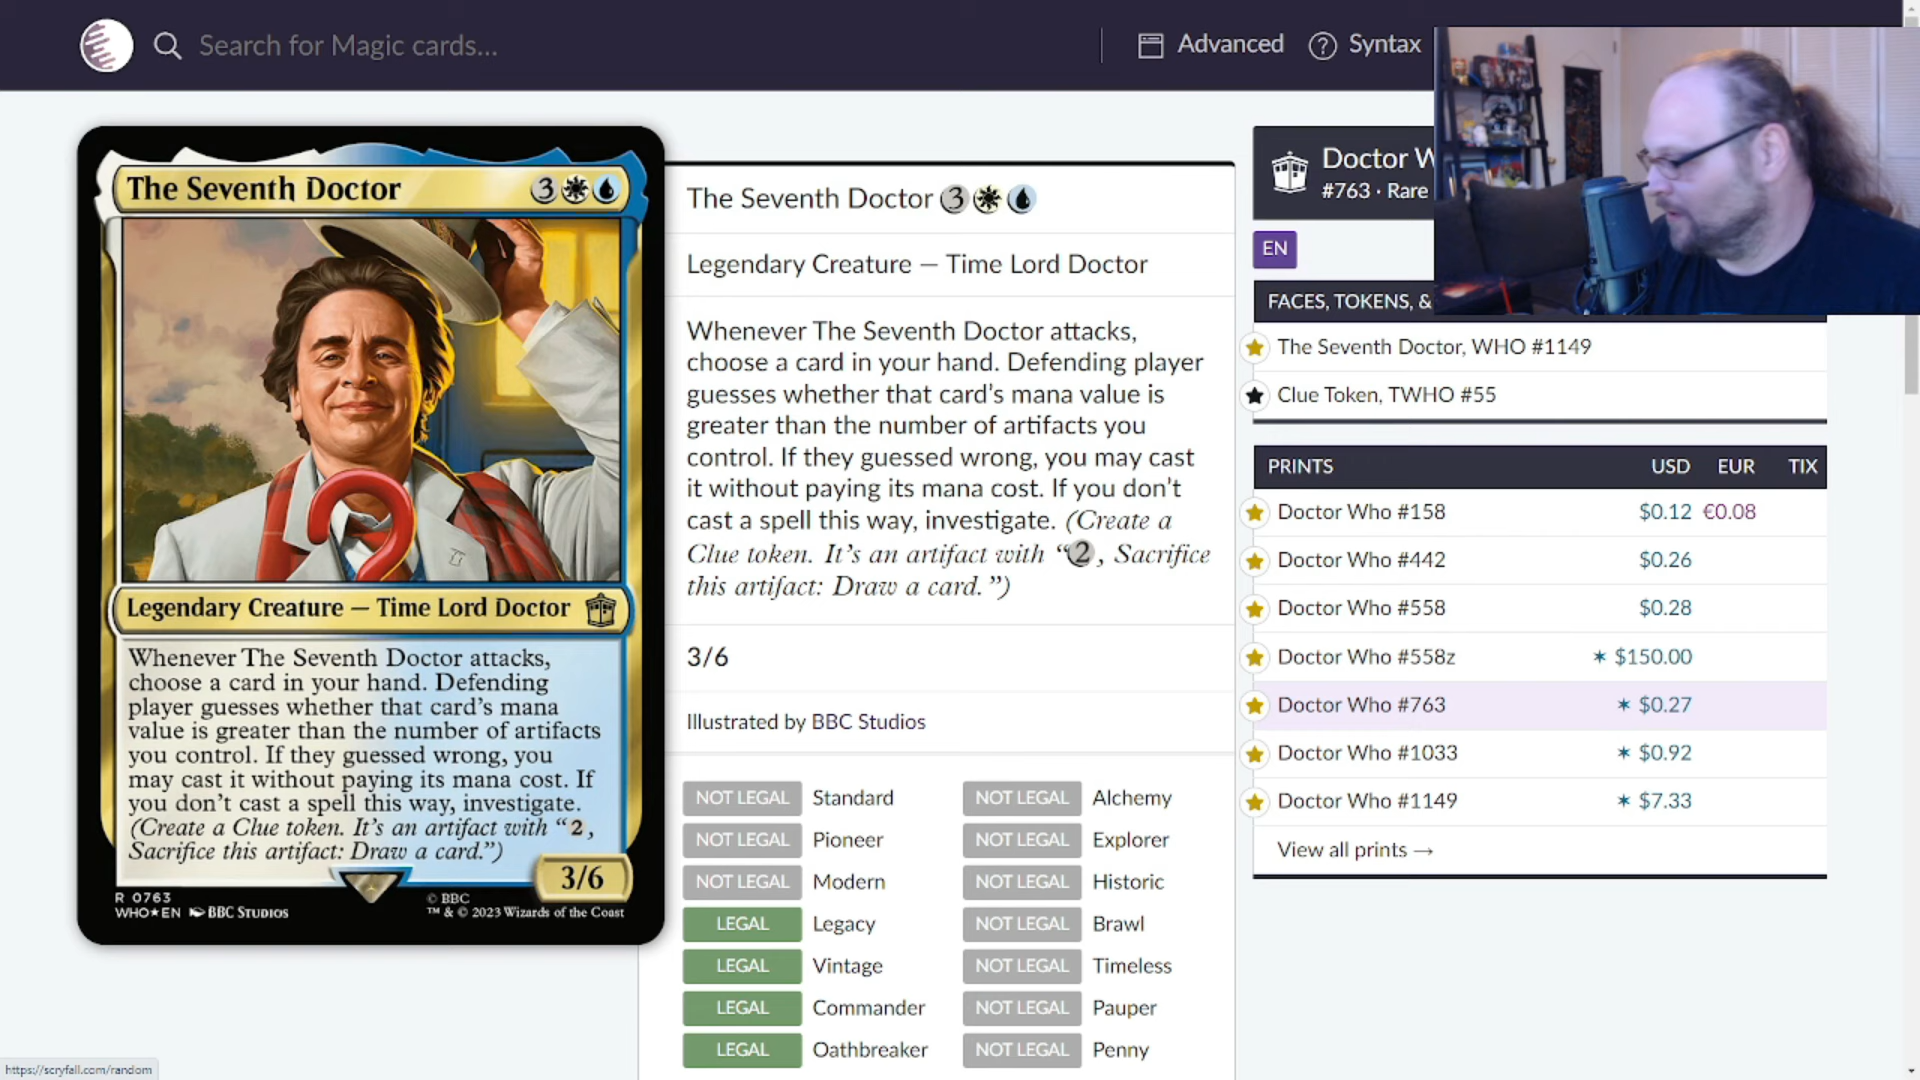 Search for Magic cards...
Advanced
Syntax
The Seventh Doctor 3
Legendary Creature — Time Lord Doctor
Whenever The Seventh Doctor attacks,
choose a card in your hand. Defending
player guesses whether that card's mana
value is greater than the number of artifacts
you control. If they guessed wrong, you
may cast it without paying its mana cost. If
you don't cast a spell this way, investigate.
(Create a Clue token. It's an artifact with “2,
Sacrifice this artifact: Draw a card.”)
3/6
R 0763
WHO★EN BBC STUDIOS
© BBC
™ & © 2023 Wizards of the Coast
The Seventh Doctor 3
Legendary Creature — Time Lord Doctor
Whenever The Seventh Doctor attacks,
choose a card in your hand. Defending player
guesses whether that card's mana value is
greater than the number of artifacts you
control. If they guessed wrong, you may cast
it without paying its mana cost. If you don't
cast a spell this way, investigate. (Create a
Clue token. It's an artifact with “2, Sacrifice
this artifact: Draw a card.”)
3/6
Illustrated by BBC Studios
NOT LEGAL Standard NOT LEGAL Alchemy
NOT LEGAL Pioneer NOT LEGAL Explorer
NOT LEGAL Modern NOT LEGAL Historic
LEGAL Legacy NOT LEGAL Brawl
LEGAL Vintage NOT LEGAL Timeless
LEGAL Commander NOT LEGAL Pauper
LEGAL Oathbreaker NOT LEGAL Penny
Doctor W
#763 · Rare
EN
FACES, TOKENS, &
The Seventh Doctor, WHO #1149
Clue Token, TWHO #55
PRINTS USD EUR TIX
Doctor Who #158 $0.12 €0.08
Doctor Who #442 $0.26
Doctor Who #558 $0.28
Doctor Who #558z ✶ $150.00
Doctor Who #763 ✶ $0.27
Doctor Who #1033 ✶ $0.92
Doctor Who #1149 ✶ $7.33
View all prints →
https://scryfall.com/random